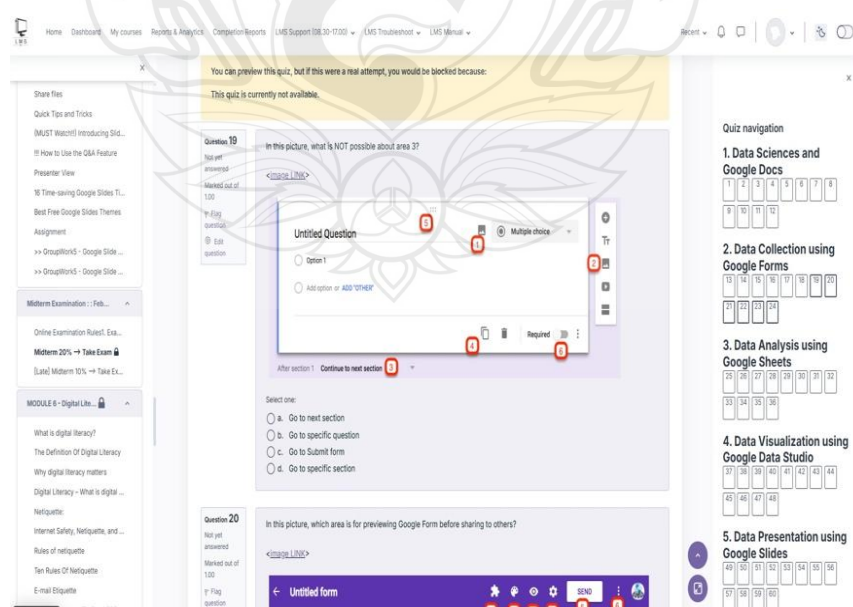 LMS
Home Dashboard My courses Reports & Analytics Completion Reports LMS Support (08.30-17.00) LMS Troubleshoot LMS Manual Recent
X
Share files
Quick Tips and Tricks
(MUST Watch!!) Introducing Slid...
!!! How to Use the Q&A Feature
Presenter View
16 Time-saving Google Slides Ti...
Best Free Google Slides Themes
Assignment
>> GroupWork5 - Google Slide ...
>> GroupWork5 - Google Slide ...
Midterm Examination : : Feb...
Online Examination Rules1. Exa...
Midterm 20% → Take Exam
[Late] Midterm 10% → Take Ex...
MODULE 6 - Digital Lite...
What is digital literacy?
The Definition Of Digital Literacy
Why digital literacy matters
Digital Literacy – What is digital ...
Netiquette:
Internet Safety, Netiquette, and ...
Rules of netiquette
Ten Rules Of Netiquette
E-mail Etiquette
You can preview this quiz, but if this were a real attempt, you would be blocked because:
This quiz is currently not available.
Question 19
Not yet
answered
Marked out of
1.00
Flag
question
Edit
question
In this picture, what is NOT possible about area 3?
<image LINK>
5
Untitled Question
1
Multiple choice
Option 1
Tr
2
Add option or ADD "OTHER"
4
Required
6
After section 1 Continue to next section 3
Select one:
a. Go to next section
b. Go to specific question
c. Go to Submit form
d. Go to specific section
Question 20
Not yet
answered
Marked out of
1.00
Flag
question
In this picture, which area is for previewing Google Form before sharing to others?
<image LINK>
Untitled form
SEND
X
Quiz navigation
1. Data Sciences and
Google Docs
1 2 3 4 5 6 7 8
9 10 11 12
2. Data Collection using
Google Forms
13 14 15 16 17 18 19 20
21 22 23 24
3. Data Analysis using
Google Sheets
25 26 27 28 29 30 31 32
33 34 35 36
4. Data Visualization using
Google Data Studio
37 38 39 40 41 42 43 44
45 46 47 48
5. Data Presentation using
Google Slides
49 50 51 52 53 54 55 56
57 58 59 60